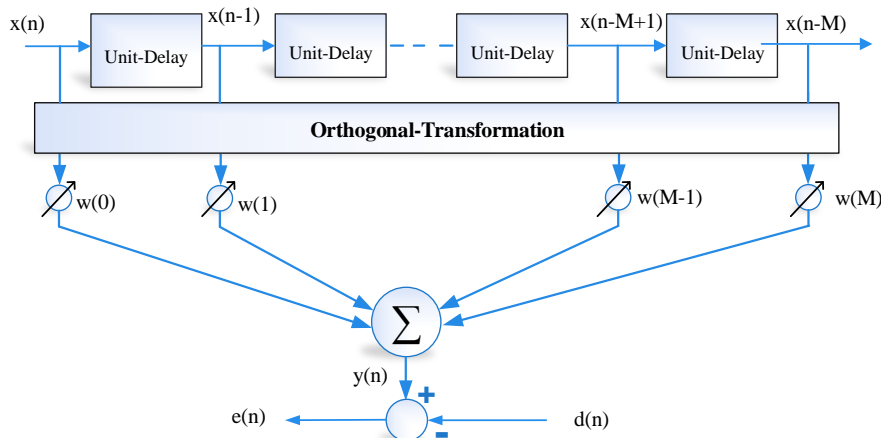 x(n)
x(n-1)
x(n-M+1)
x(n-M)
Unit-Delay
Unit-Delay
Unit-Delay
Unit-Delay
Orthogonal-Transformation
w(0)
w(1)
w(M-1)
w(M)
∑
y(n)
+
e(n)
d(n)
-